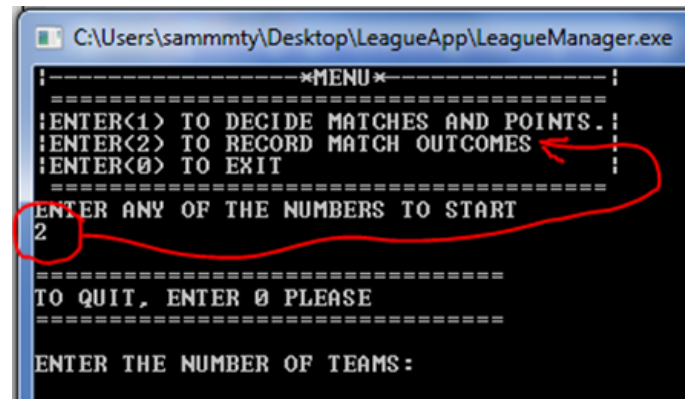 C:\Users\sammmty\Desktop\LeagueApp\LeagueManager.exe
¦------------------*MENU*---------------¦
========================================
¦ENTER(1) TO DECIDE MATCHES AND POINTS.¦
¦ENTER(2) TO RECORD MATCH OUTCOMES ¦
¦ENTER(0) TO EXIT ¦
========================================
ENTER ANY OF THE NUMBERS TO START
2
=================================
TO QUIT, ENTER 0 PLEASE
=================================
ENTER THE NUMBER OF TEAMS: